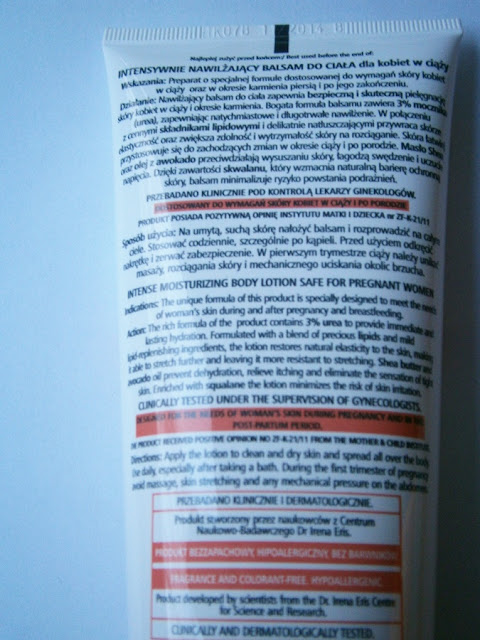 1R078 1 / 2014 B
Najlepiej zużyć przed końcem:/ Best used before the end of:
INTENSYWNIE NAWILŻAJĄCY BALSAM DO CIAŁA dla kobiet w ciąży
Wskazania: Preparat o specjalnej formule dostosowanej do wymagań skóry kobiet
w ciąży oraz w okresie karmienia piersią i po jego zakończeniu.
Działanie: Nawilżający balsam do ciała zapewnia bezpieczną i skuteczną pielęgnację
skóry kobiet w ciąży i okresie karmienia. Bogata formuła balsamu zawiera 3% mocznika
(urea), zapewniając natychmiastowe i długotrwałe nawilżenie. W połączeniu
z cennymi składnikami lipidowymi i delikatnie natłuszczającymi przywraca skórze
elastyczność oraz zwiększa zdolność i wytrzymałość skóry na rozciąganie. Skóra łatwiej
przystosowuje się do zachodzących zmian w okresie ciąży i po porodzie. Masło Shea
oraz olej z awokado przeciwdziałają wysuszaniu skóry, łagodzą swędzenie i uczucie
napięcia. Dzięki zawartości skwalanu, który wzmacnia naturalną barierę ochronną
skóry, balsam minimalizuje ryzyko powstania podrażnień.
PRZEBADANO KLINICZNIE POD KONTROLĄ LEKARZY GINEKOLOGÓW.
DOSTOSOWANY DO WYMAGAŃ SKÓRY KOBIET W CIĄŻY I PO PORODZIE.
PRODUKT POSIADA POZYTYWNĄ OPINIĘ INSTYTUTU MATKI I DZIECKA nr ZF-K-21/11
Sposób użycia: Na umytą, suchą skórę nałożyć balsam i rozprowadzić na całym
ciele. Stosować codziennie, szczególnie po kąpieli. Przed użyciem odkręcić
nakrętkę i zerwać zabezpieczenie. W pierwszym trymestrze ciąży należy unikać
masaży, rozciągania skóry i mechanicznego uciskania okolic brzucha.
INTENSE MOISTURIZING BODY LOTION SAFE FOR PREGNANT WOMEN
Indications: The unique formula of this product is specially designed to meet the needs
of woman's skin during and after pregnancy and breastfeeding.
Action: The rich formula of the product contains 3% urea to provide immediate and
lasting hydration. Formulated with a blend of precious lipids and mild
lipid-replenishing ingredients, the lotion restores natural elasticity to the skin, making
it able to stretch further and leaving it more resistant to stretching. Shea butter and
avocado oil prevent dehydration, relieve itching and eliminate the sensation of tight
skin. Enriched with squalane the lotion minimizes the risk of skin irritation.
CLINICALLY TESTED UNDER THE SUPERVISION OF GYNECOLOGISTS.
DESIGNED FOR THE NEEDS OF WOMAN'S SKIN DURING PREGNANCY AND IN THE
POST-PARTUM PERIOD.
THE PRODUCT RECEIVED POSITIVE OPINION NO ZF-K-21/11 FROM THE MOTHER & CHILD INSTITUTE.
Directions: Apply the lotion to clean and dry skin and spread all over the body.
Use daily, especially after taking a bath. During the first trimester of pregnancy
avoid massage, skin stretching and any mechanical pressure on the abdomen.
PRZEBADANO KLINICZNIE I DERMATOLOGICZNIE.
Produkt stworzony przez naukowców z Centrum
Naukowo-Badawczego Dr Irena Eris.
PRODUKT BEZZAPACHOWY, HIPOALERGICZNY, BEZ BARWNIKÓW.
FRAGRANCE AND COLORANT-FREE. HYPOALLERGENIC.
Product developed by scientists from the Dr. Irena Eris Centre
for Science and Research.
CLINICALLY AND DERMATOLOGICALLY TESTED.